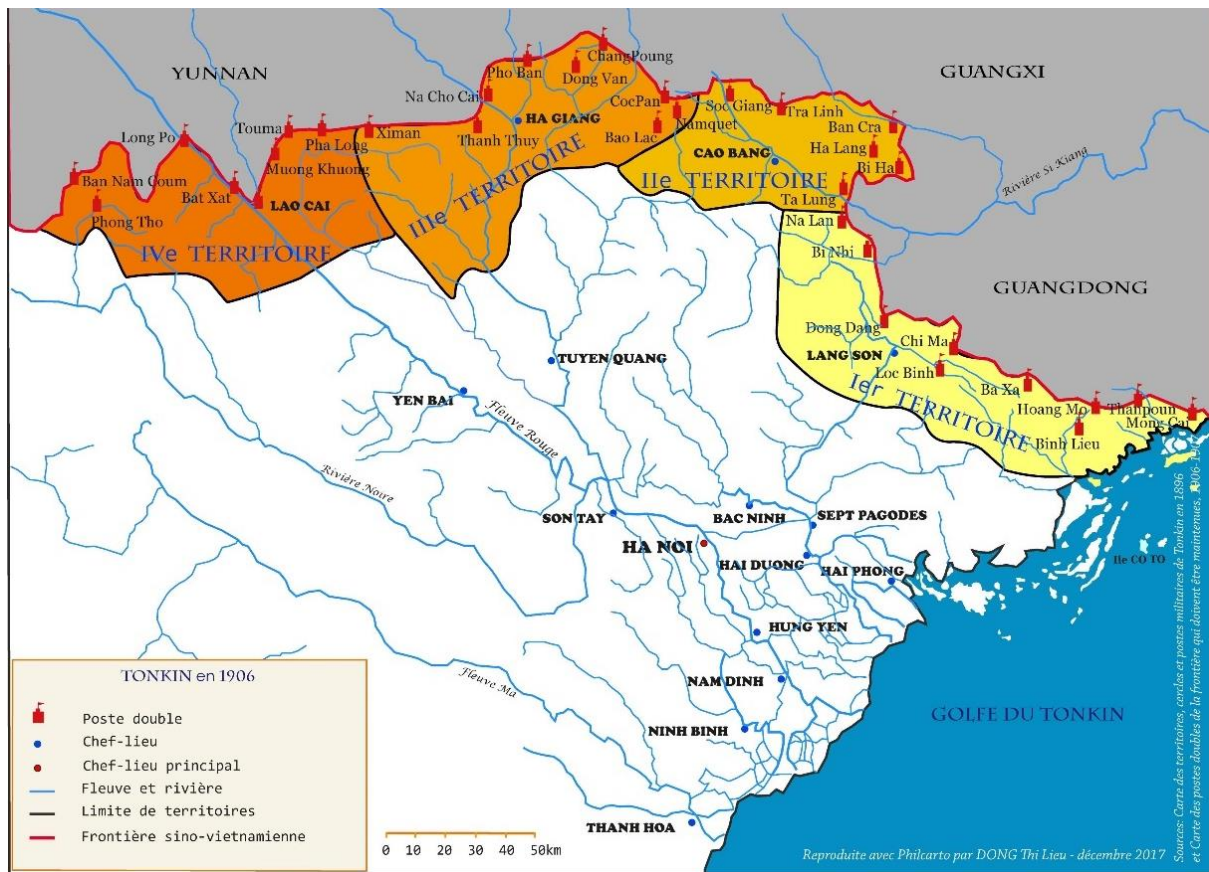 YUNNAN
GUANGXI
GUANGDONG
ChangPoung
Pho Ban
Dong Van
Na Cho Cai
CocPan
Soc Giang
Tra Linh
HA GIANG
Numquet
Ban Cra
Long Po
Touma
Pha Long
Ximan
Thanh Thuy
Bao Lac
CAO BANG
Ha Lang
Bi Ha
Rivière Si Kiang
Ban Nam Coum
Muong Khuong
Bat Xat
LAO CAI
Phong Tho
IVe TERRITOIRE
IIIe TERRITOIRE
IIe TERRITOIRE
Ta Lung
Na Lan
Bi Nhi
Dong Dang
Chi Ma
LANG SON
Loc Binh
Ba Xa
Ier TERRITOIRE
Hoang Mo
Thanpoun
Mong Cai
Binh Lieu
TUYEN QUANG
YEN BAI
Fleuve Rouge
Rivière Noire
SON TAY
BAC NINH
SEPT PAGODES
HA NOI
HAI DUONG
HAI PHONG
Ile CO TO
HUNG YEN
Fleuve Ma
NAM DINH
NINH BINH
GOLFE DU TONKIN
THANH HOA
TONKIN en 1906
Poste double
Chef-lieu
Chef-lieu principal
Fleuve et rivière
Limite de territoires
Frontière sino-vietnamienne
0 10 20 30 40 50km
Reproduite avec Philcarto par DONG Thi Lieu - décembre 2017
Sources: Carte des territoires, cercles et postes militaires de Tonkin en 1896
et Carte des postes doubles de la frontière qui doivent être maintenues,